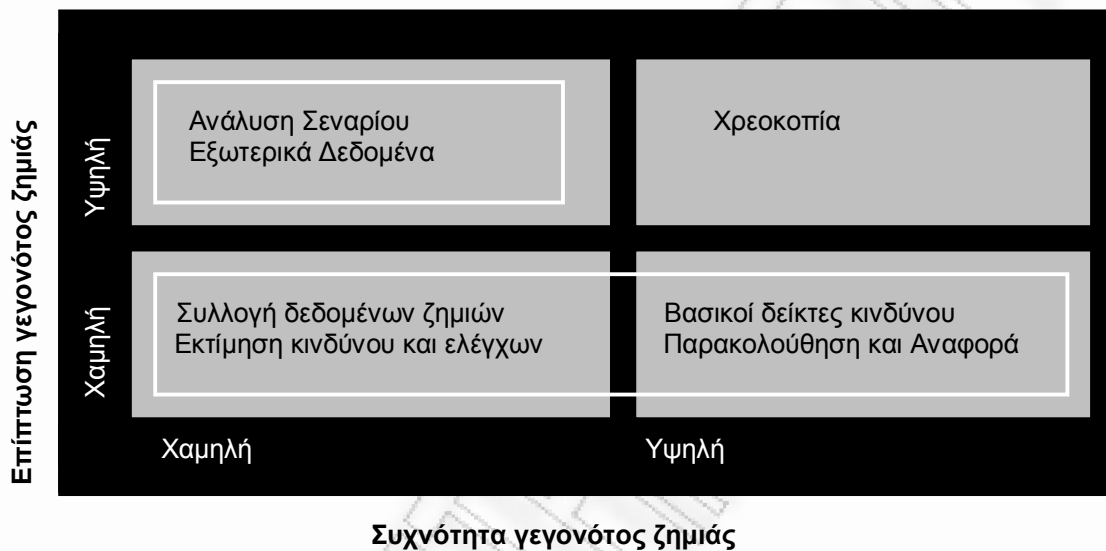 Επίπτωση γεγονότος ζημιάς
Υψηλή
Ανάλυση Σεναρίου
Εξωτερικά Δεδομένα
Χρεοκοπία
Χαμηλή
Συλλογή δεδομένων ζημιών
Εκτίμηση κινδύνου και ελέγχων
Βασικοί δείκτες κινδύνου
Παρακολούθηση και Αναφορά
Χαμηλή
Υψηλή
Συχνότητα γεγονότος ζημιάς